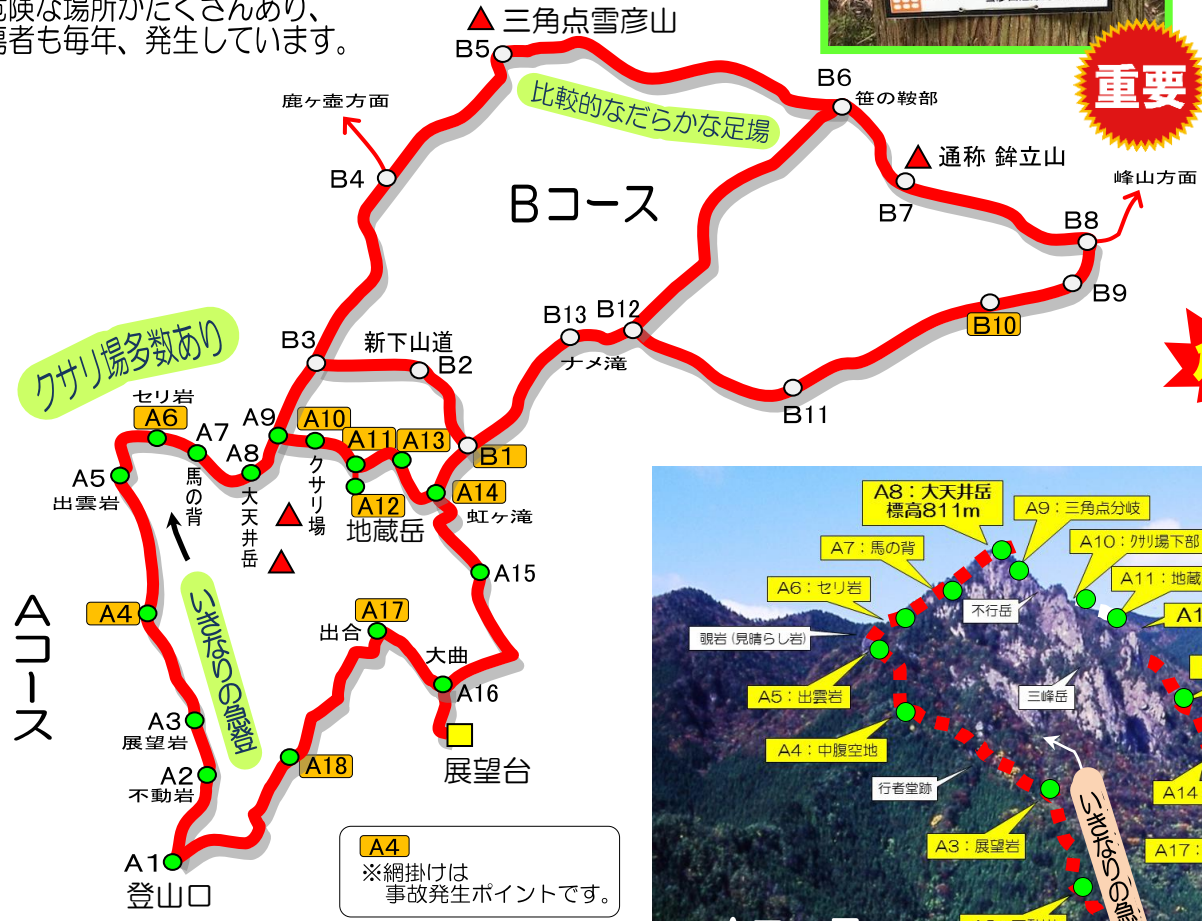 危険な場所がたくさんあり、
傷者も毎年、発生しています。
重要
三角点雪彦山
B5
比較的なだらかな足場
B6
笹の鞍部
鹿ヶ壺方面
B4
Bコース
通称 鉾立山
B7
峰山方面
B8
B9
B10
B11
B12
B13
ナメ滝
新下山道
B3
B2
B1
クサリ場多数あり
セリ岩
A6
A7
馬の背
A5
出雲岩
A8
大天井岳
A9
A10
クサリ場
A11
A13
A12
地蔵岳
A14
虹ヶ滝
A15
A4
いきなりの急登
Aコース
A17
出合
大曲
A16
展望台
A3
展望岩
A2
不動岩
A18
A1
登山口
A4
※網掛けは
事故発生ポイントです。
A8：大天井岳
標高811m
A9：三角点分岐
A7：馬の背
A10：クサリ場下部
A6：セリ岩
A11：地蔵
不行岳
A1
覗岩(見晴らし岩)
A5：出雲岩
三峰岳
A4：中腹空地
行者堂跡
A14
A3：展望岩
A17：
いきなりの急